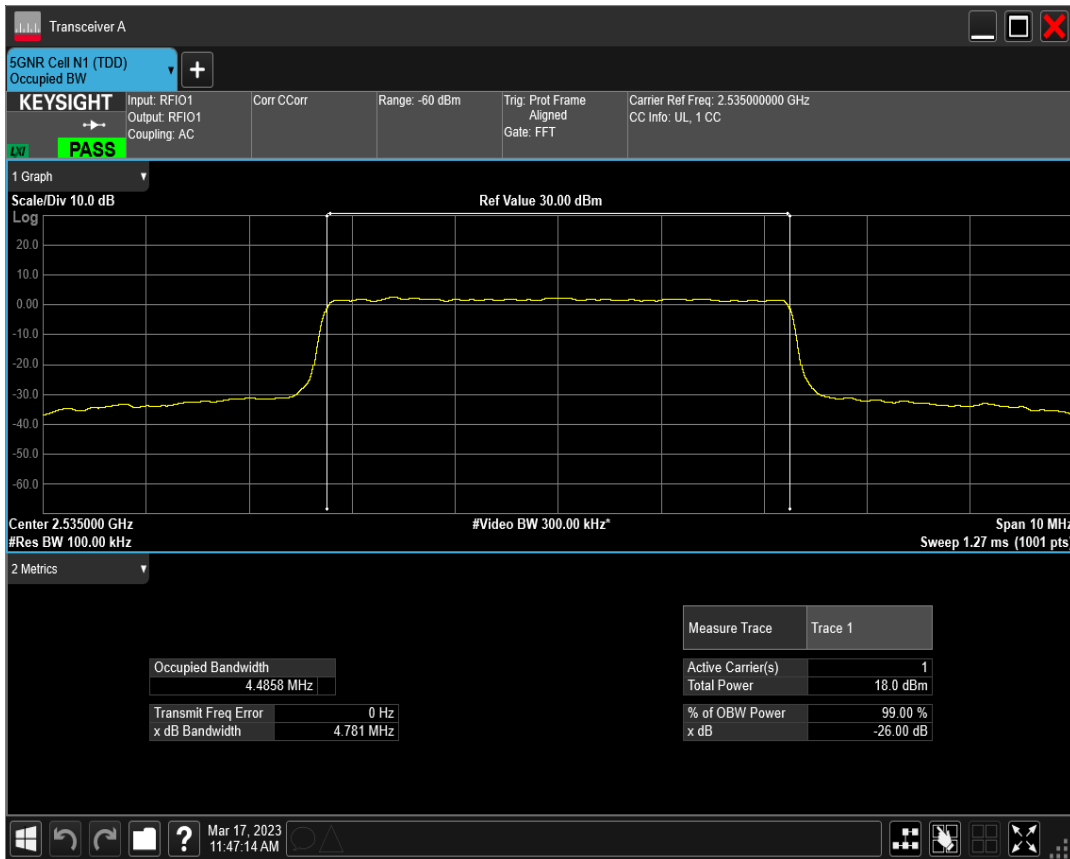 Transceiver A
5GNR Cell N1 (TDD)
Occupied BW
KEYSIGHT
LXI
PASS
Input: RFIO1
Output: RFIO1
Coupling: AC
Corr CCorr
Range: -60 dBm
Trig: Prot Frame
Aligned
Gate: FFT
Carrier Ref Freq: 2.535000000 GHz
CC Info: UL, 1 CC
1 Graph
Scale/Div 10.0 dB
Ref Value 30.00 dBm
Log
20.0
10.0
0.00
-10.0
-20.0
-30.0
-40.0
-50.0
-60.0
Center 2.535000 GHz
#Video BW 300.00 kHz*
Span 10 MHz
#Res BW 100.00 kHz
Sweep 1.27 ms (1001 pts)
2 Metrics
Measure Trace Trace 1
Occupied Bandwidth
4.4858 MHz
Transmit Freq Error 0 Hz
x dB Bandwidth 4.781 MHz
Active Carrier(s) 1
Total Power 18.0 dBm
% of OBW Power 99.00 %
x dB -26.00 dB
?
Mar 17, 2023
11:47:14 AM